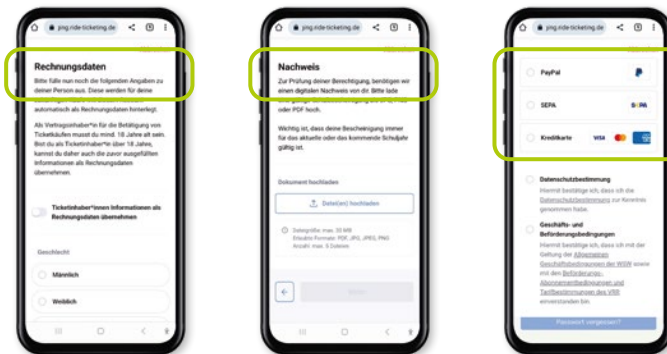 jing.ride-ticketing.de
Rechnungsdaten
Bitte fülle nun noch die folgenden Angaben zu
deiner Person aus. Diese werden für deine
automatisch als Rechnungsdaten hinterlegt.
Als Vertragsinhaber*in für die Betätigung von
Ticketkäufen musst du mind. 18 Jahre alt sein.
Bist du als Ticketinhaber*in über 18 Jahre,
kannst du daher auch die zuvor ausgefüllten
Informationen als Rechnungsdaten
übernehmen.
Ticketinhaber*innen Informationen als
Rechnungsdaten übernehmen
Geschlecht
Männlich
Weiblich
jing.ride-ticketing.de
Nachweis
Zur Prüfung deiner Berechtigung, benötigen wir
einen digitalen Nachweis von dir. Bitte lade
oder PDF hoch.
Wichtig ist, dass deine Bescheinigung immer
für das aktuelle oder das kommende Schuljahr
gültig ist.
Dokument hochladen
Datei(en) hochladen
Dateigröße: max. 10 MB
Erlaubte Formate: PDF, JPG, JPEG, PNG
Anzahl: max. 5 Dateien
jing.ride-ticketing.de
PayPal
SEPA
SEPA
Kreditkarte VISA
Datenschutzbestimmung
Hiermit bestätige ich, dass ich die
Datenschutzbestimmung zur Kenntnis
genommen habe.
Geschäfts- und
Beförderungsbedingungen
Hiermit bestätige ich, dass ich mit der
Geltung der Allgemeinen
Geschäftsbedingungen der WSW sowie
mit den Beförderungs-,
Abonnementbedingungen und
Tarifbestimmungen des VRR
einverstanden bin.
Passwort vergessen?